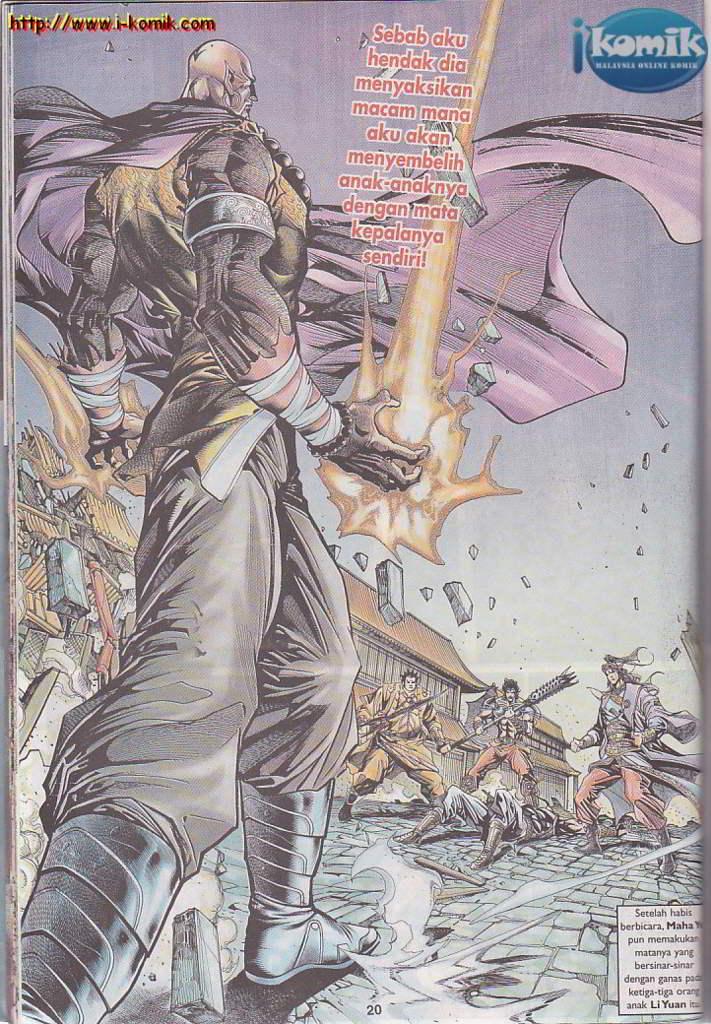 http://www.i-komik.com
ikomik
MALAYSIA ONLINE KOMIK
Sebab aku
hendak dia
menyaksikan
macam mana
aku akan
menyembelih
anak-anaknya
dengan mata
kepalanya
sendiri!
Setelah habis
berbicara, Maha
pun memakukan
matanya yang
bersinar-sinar
dengan ganas pada
ketiga-tiga orang
anak Li Yuan itu
20